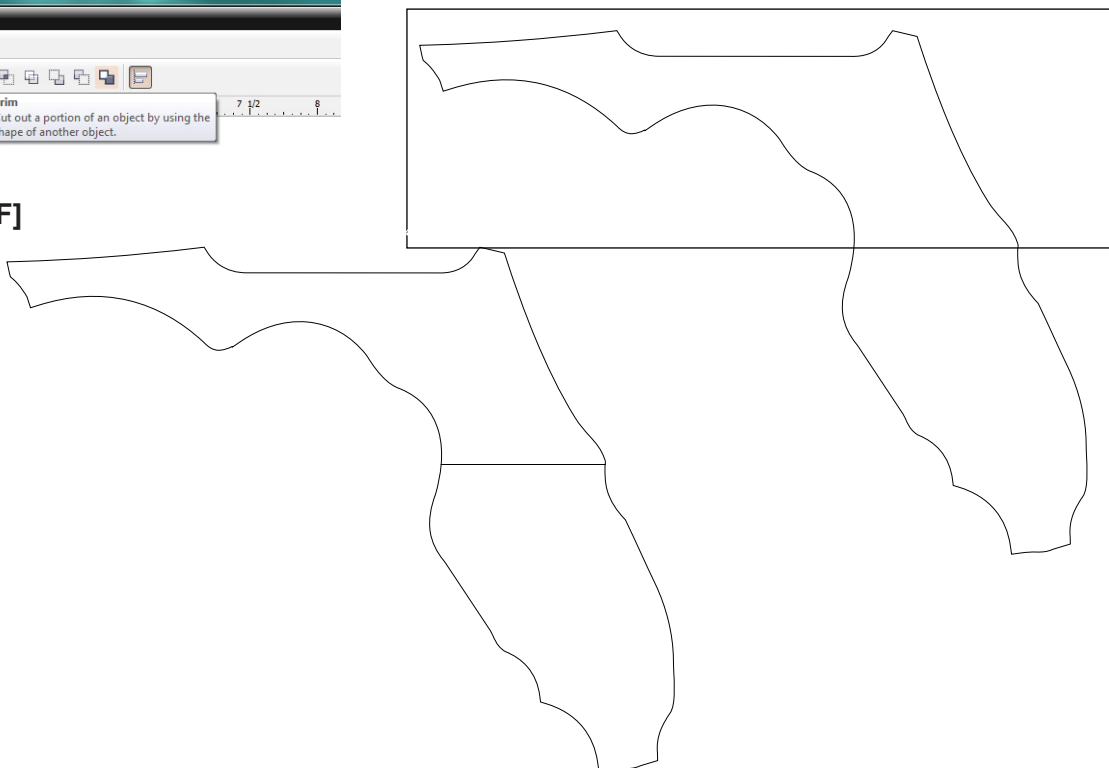 rim
ut out a portion of an object by using the
hape of another object.
7 1/2 8
F]